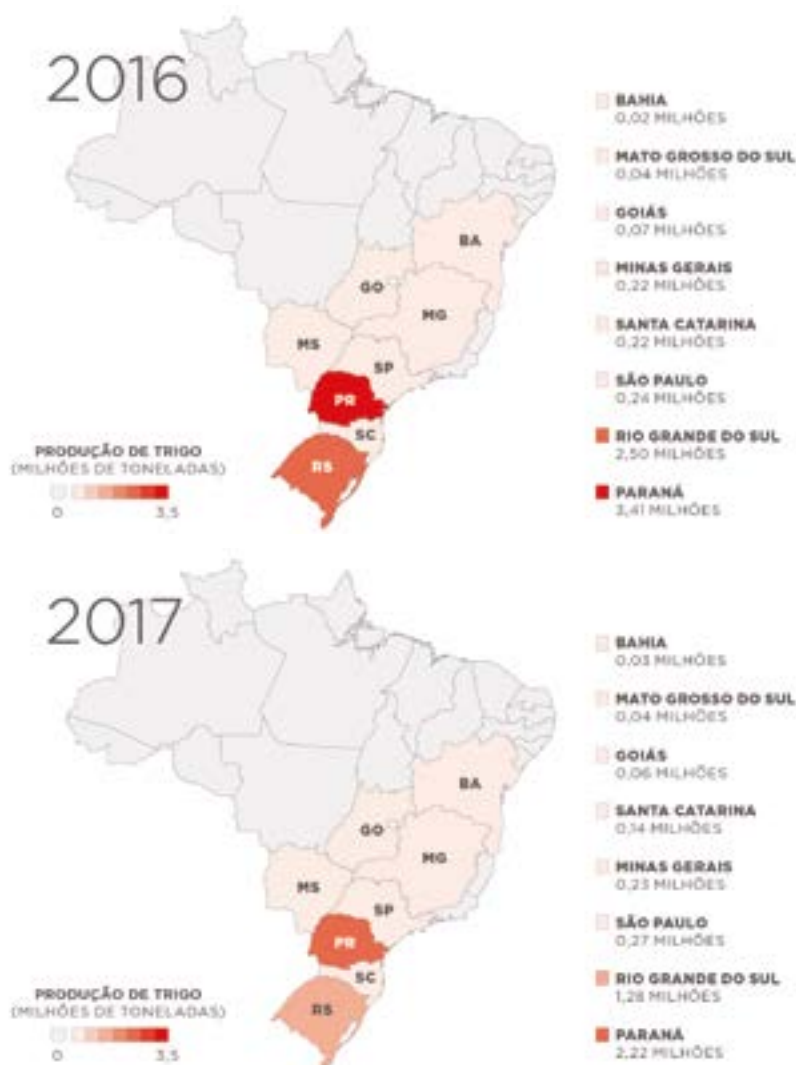 2016
BAHIA
0,02 MILHÕES
MATO GROSSO DO SUL
0,04 MILHÕES
GOIÁS
0,07 MILHÕES
MINAS GERAIS
0,22 MILHÕES
SANTA CATARINA
0,22 MILHÕES
SÃO PAULO
0,24 MILHÕES
RIO GRANDE DO SUL
2,50 MILHÕES
PARANÁ
3,41 MILHÕES
BA
GO
MG
MS
SP
PR
SC
RS
PRODUÇÃO DE TRIGO
(MILHÕES DE TONELADAS)
0 3,5
2017
BAHIA
0,03 MILHÕES
MATO GROSSO DO SUL
0,04 MILHÕES
GOIÁS
0,06 MILHÕES
SANTA CATARINA
0,14 MILHÕES
MINAS GERAIS
0,23 MILHÕES
SÃO PAULO
0,27 MILHÕES
RIO GRANDE DO SUL
1,28 MILHÕES
PARANÁ
2,22 MILHÕES
BA
GO
MG
MS
SP
PR
SC
RS
PRODUÇÃO DE TRIGO
(MILHÕES DE TONELADAS)
0 3,5